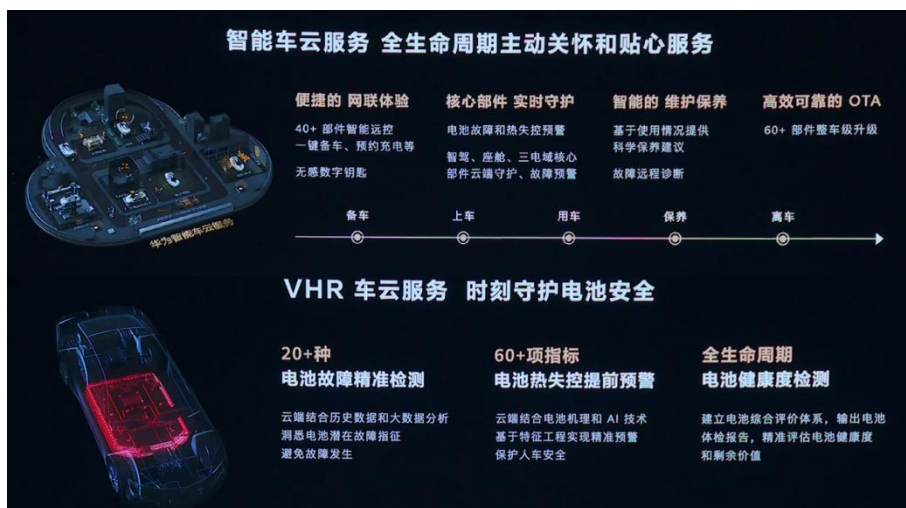 智能车云服务 全生命周期主动关怀和贴心服务
便捷的 网联体验
40+ 部件智能远控
一键备车、预约充电等
无感数字钥匙
核心部件 实时守护
电池故障和热失控预警
智驾、座舱、三电域核心
部件云端守护、故障预警
智能的 维护保养
基于使用情况提供
科学保养建议
故障远程诊断
高效可靠的 OTA
60+ 部件整车级升级
华为智能车云服务
备车
上车
用车
保养
离车
VHR 车云服务 时刻守护电池安全
20+种
电池故障精准检测
云端结合历史数据和大数据分析
洞悉电池潜在故障指征
避免故障发生
60+项指标
电池热失控提前预警
云端结合电池机理和 AI 技术
基于特征工程实现精准预警
保护人车安全
全生命周期
电池健康度检测
建立电池综合评价体系，输出电池
体检报告，精准评估电池健康度
和剩余价值